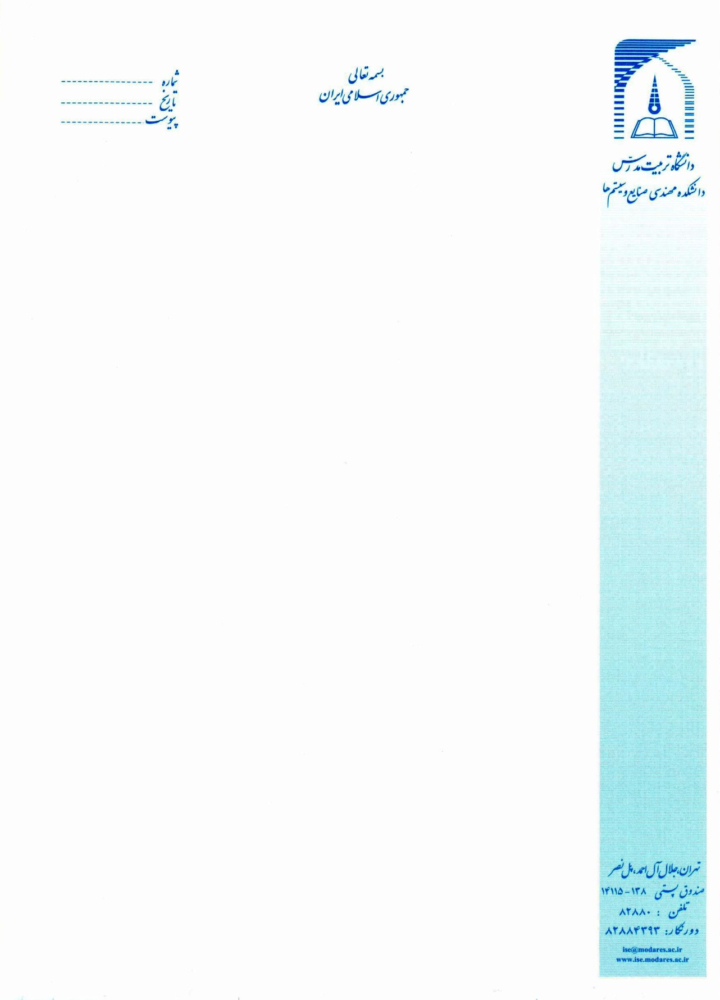 بسمه تعالی
جمهوری اسلامی ایران
شماره ----------------
تاریخ ----------------
پیوست ----------------
دانشگاه تربیت مدرس
دانشکده مهندسی صنایع و سیستم ها
تهران، جلال آل احمد، پل نصر
صندوق پستی ۱۳۸-۱۴۱۱۵
تلفن : ۸۲۸۸۰
دورنگار: ۸۲۸۸۴۳۹۳
ise@modares.ac.ir
www.ise.modares.ac.ir